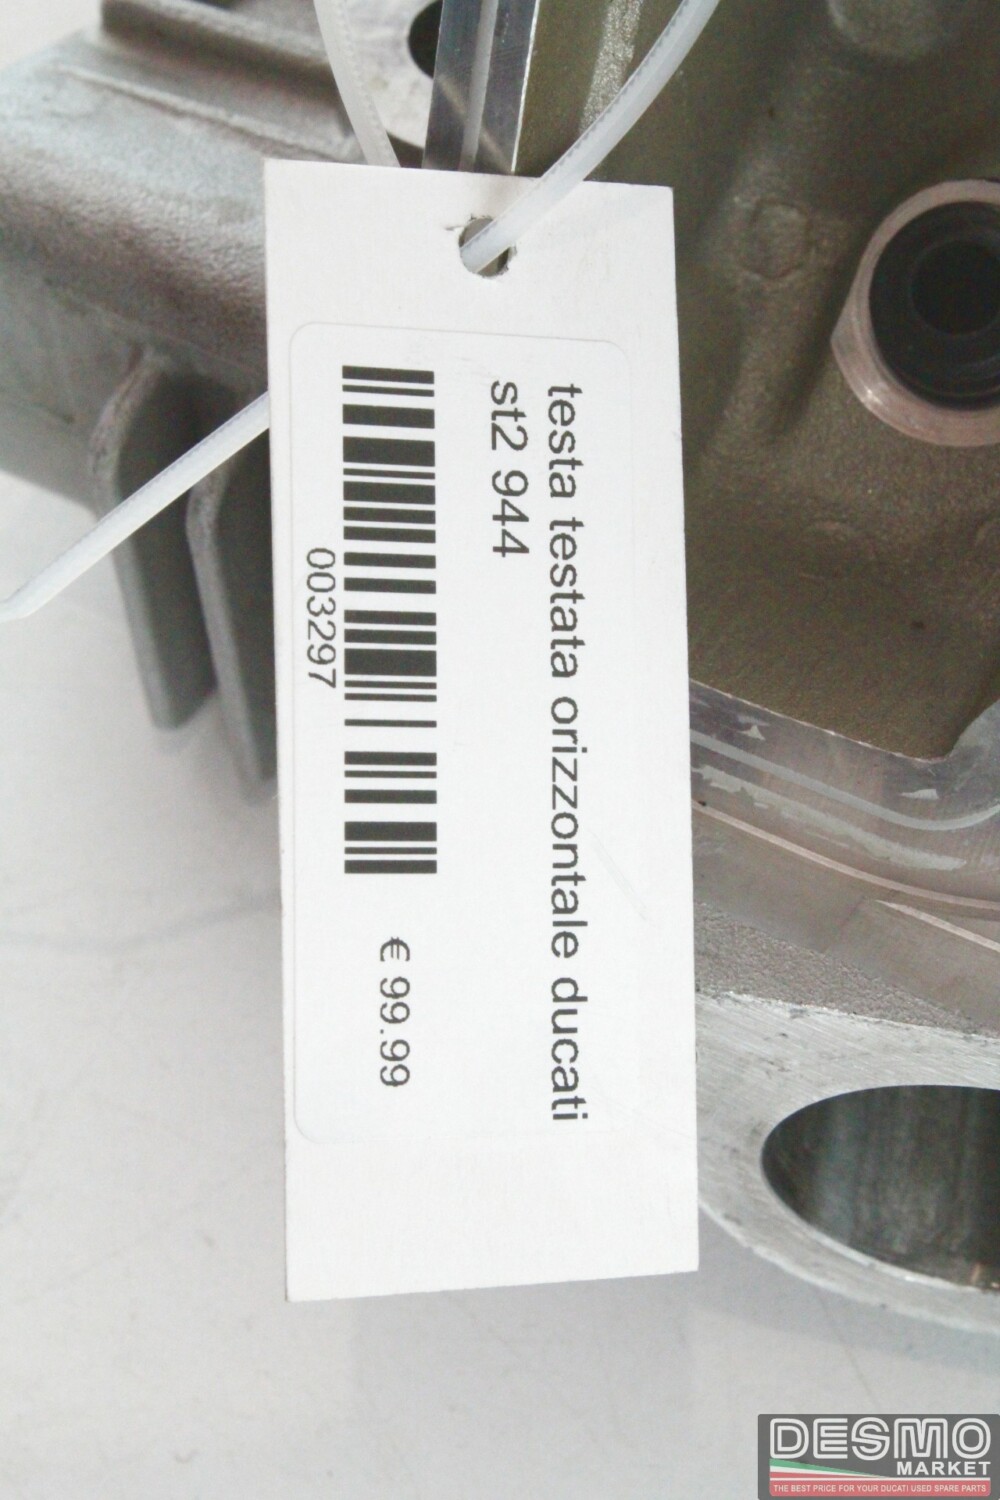 testa testata orizzontale ducati
st2 944
003297
€ 99.99
DESMO
MARKET
THE BEST PRICE FOR YOUR DUCATI USED SPARE PARTS